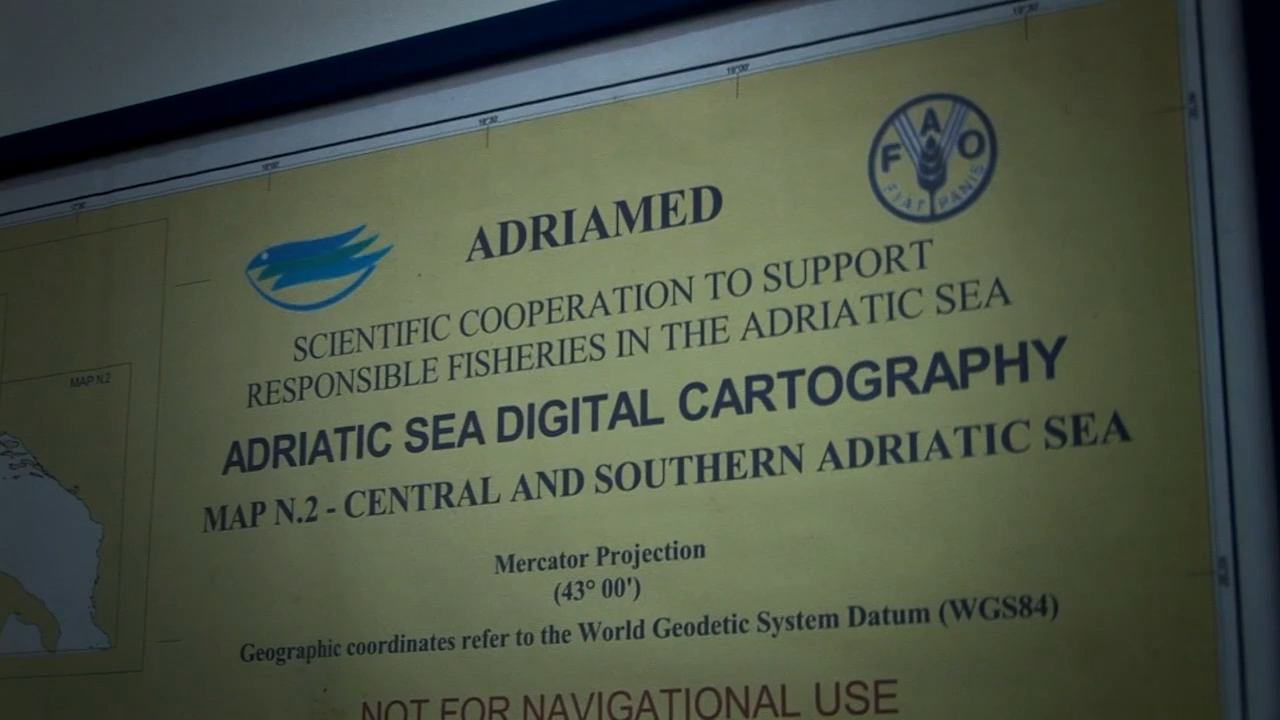 ADRIAMED
F A O
FIAT PANIS
SCIENTIFIC COOPERATION TO SUPPORT
RESPONSIBLE FISHERIES IN THE ADRIATIC SEA
ADRIATIC SEA DIGITAL CARTOGRAPHY
MAP N.2
MAP N.2 - CENTRAL AND SOUTHERN ADRIATIC SEA
Mercator Projection
(43° 00')
Geographic coordinates refer to the World Geodetic System Datum (WGS84)
NOT FOR NAVIGATIONAL USE